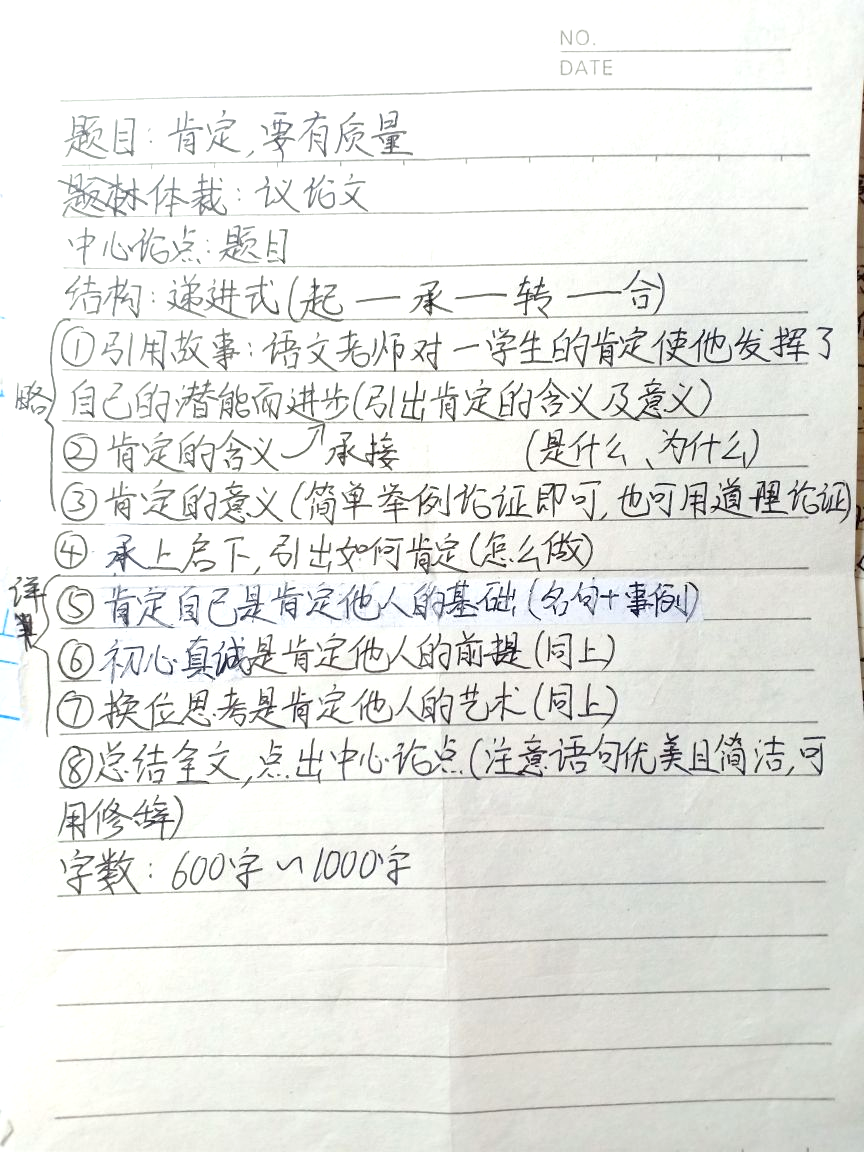 NO.
DATE
题目：肯定，要有质量
体裁：议论文
中心论点：题目
结构：递进式(起一承一转一合)
略
①引用故事：语文老师对一学生的肯定使他发挥了
自己的潜能而进步(引出肯定的含义及意义)
②肯定的含义 承接 (是什么、为什么)
③肯定的意义(简单举例论证即可，也可用道理论证)
④承上启下，引出如何肯定(怎么做)
详
⑤肯定自己是肯定他人的基础(名句+事例)
⑥初心真诚是肯定他人的前提(同上)
⑦换位思考是肯定他人的艺术(同上)
⑧总结全文，点出中心论点(注意语句优美且简洁，可
用修辞)
字数：600字~1000字